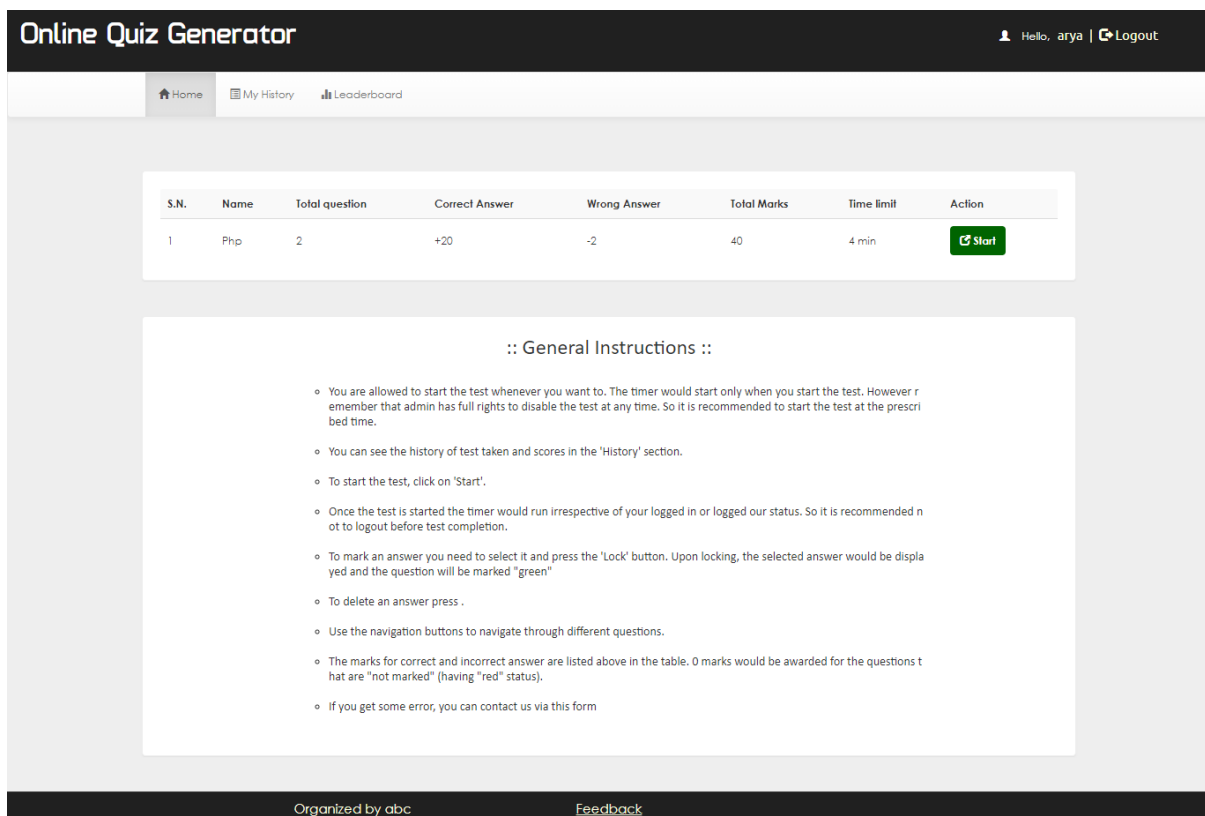 Online Quiz Generator
Hello, arya | Logout
Home My History Leaderboard
S.N. Name Total question Correct Answer Wrong Answer Total Marks Time limit Action
1 Php 2 +20 -2 40 4 min Start
:: General Instructions ::
You are allowed to start the test whenever you want to. The timer would start only when you start the test. However r
emember that admin has full rights to disable the test at any time. So it is recommended to start the test at the prescri
bed time.
You can see the history of test taken and scores in the 'History' section.
To start the test, click on 'Start'.
Once the test is started the timer would run irrespective of your logged in or logged our status. So it is recommended n
ot to logout before test completion.
To mark an answer you need to select it and press the 'Lock' button. Upon locking, the selected answer would be displa
yed and the question will be marked "green"
To delete an answer press .
Use the navigation buttons to navigate through different questions.
The marks for correct and incorrect answer are listed above in the table. 0 marks would be awarded for the questions t
hat are "not marked" (having "red" status).
If you get some error, you can contact us via this form
Organized by abc Feedback